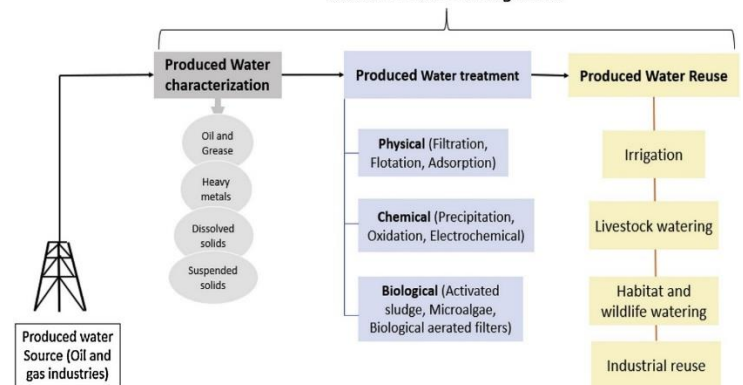 Produced Water
characterization
Produced Water treatment
Produced Water Reuse
Oil and
Grease
Heavy
metals
Dissolved
solids
Suspended
solids
Physical (Filtration,
Flotation, Adsorption)
Chemical (Precipitation,
Oxidation, Electrochemical)
Biological (Activated
sludge, Microalgae,
Biological aerated filters)
Irrigation
Livestock watering
Habitat and
wildlife watering
Industrial reuse
Produced water
Source (Oil and
gas industries)